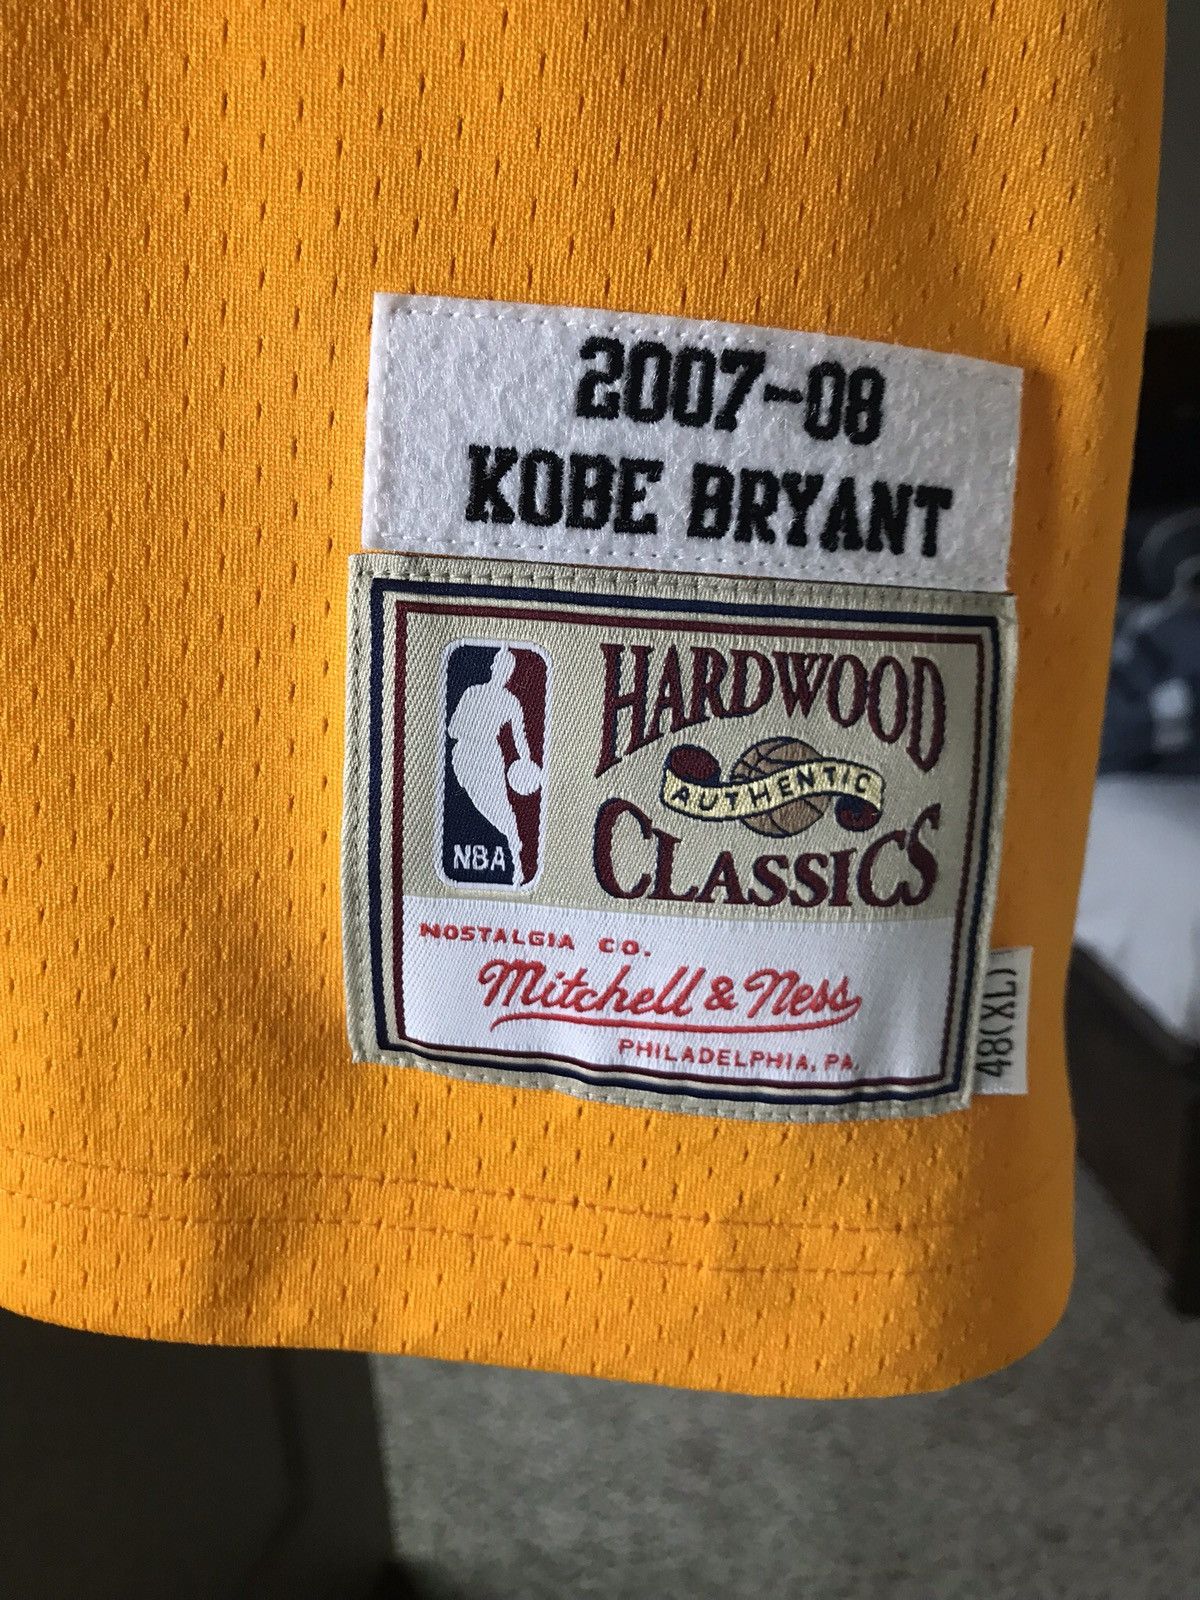 2007-08
KOBE BRYANT
HARDWOOD
AUTHENTIC
CLASSICS
NBA
NOSTALGIA CO.
Mitchell & Ness
PHILADELPHIA, PA.
48(XL)